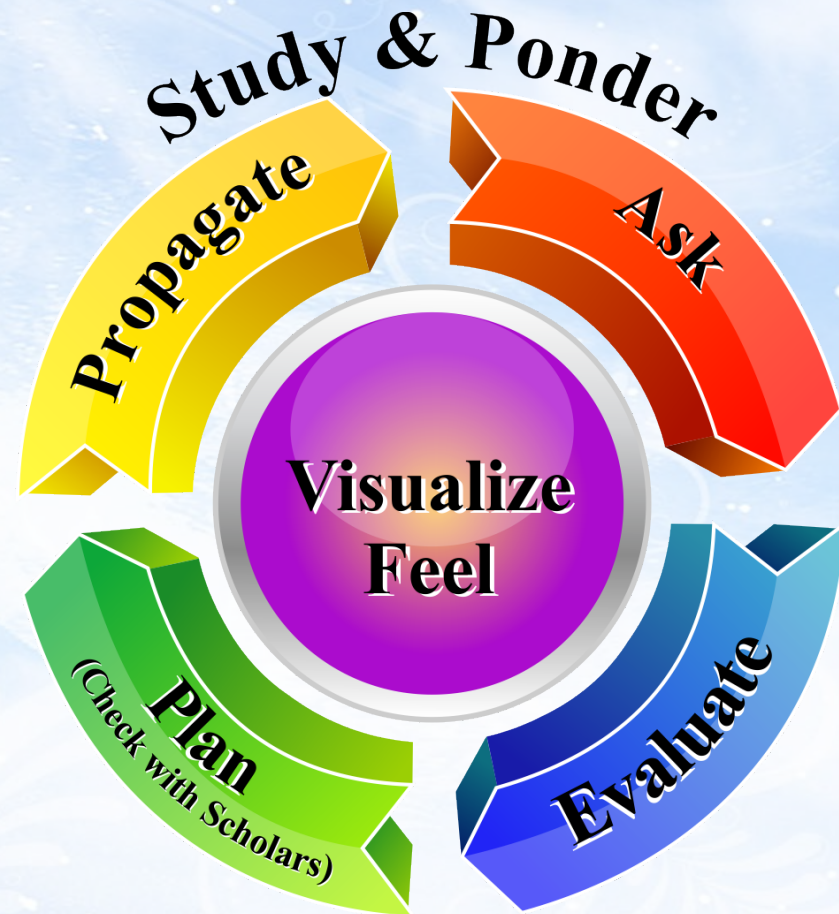 Study & Ponder
Ask
Evaluate
Plan
(Check with Scholars)
Propagate
Visualize
Feel